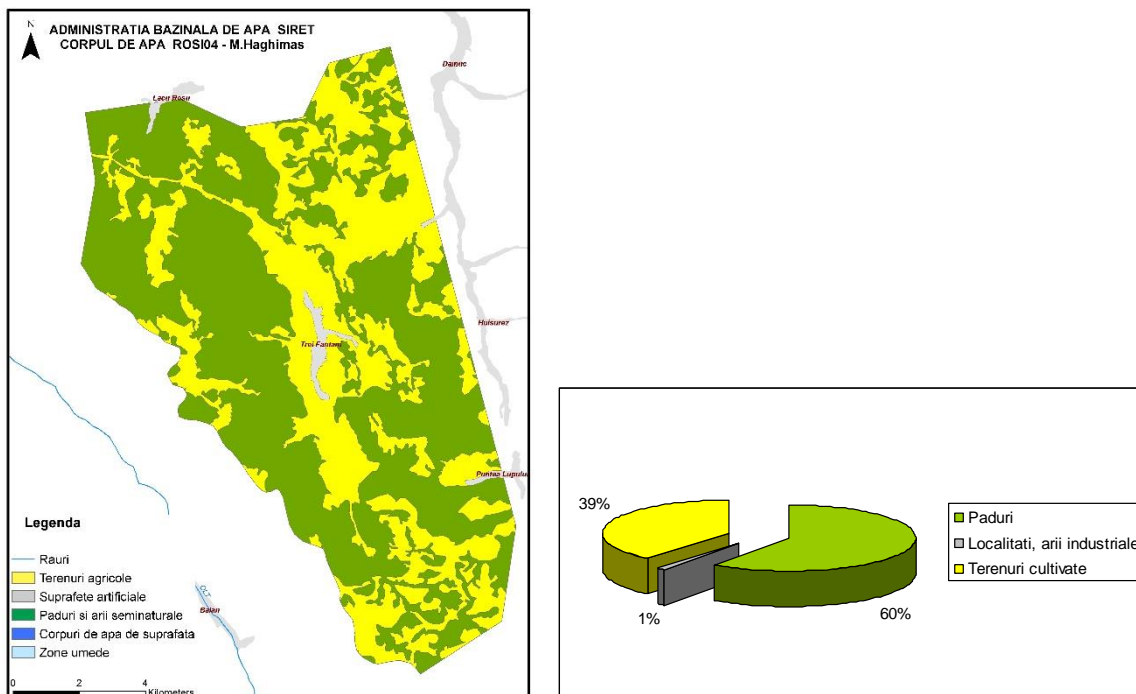 N
ADMINISTRATIA BAZINALA DE APA SIRET
CORPUL DE APA ROSI04 - M.Haghimas
Damuc
Lacu Rosu
Huisurez
Trei Fantani
Puntea Lupului
Legenda
Rauri
Terenuri agricole
Suprafete artificiale
Paduri si arii seminaturale
Corpuri de apa de suprafata
Zone umede
OLT
Balan
0 2 4
Kilometers
39%
1%
60%
Paduri
Localitati, arii industriale
Terenuri cultivate